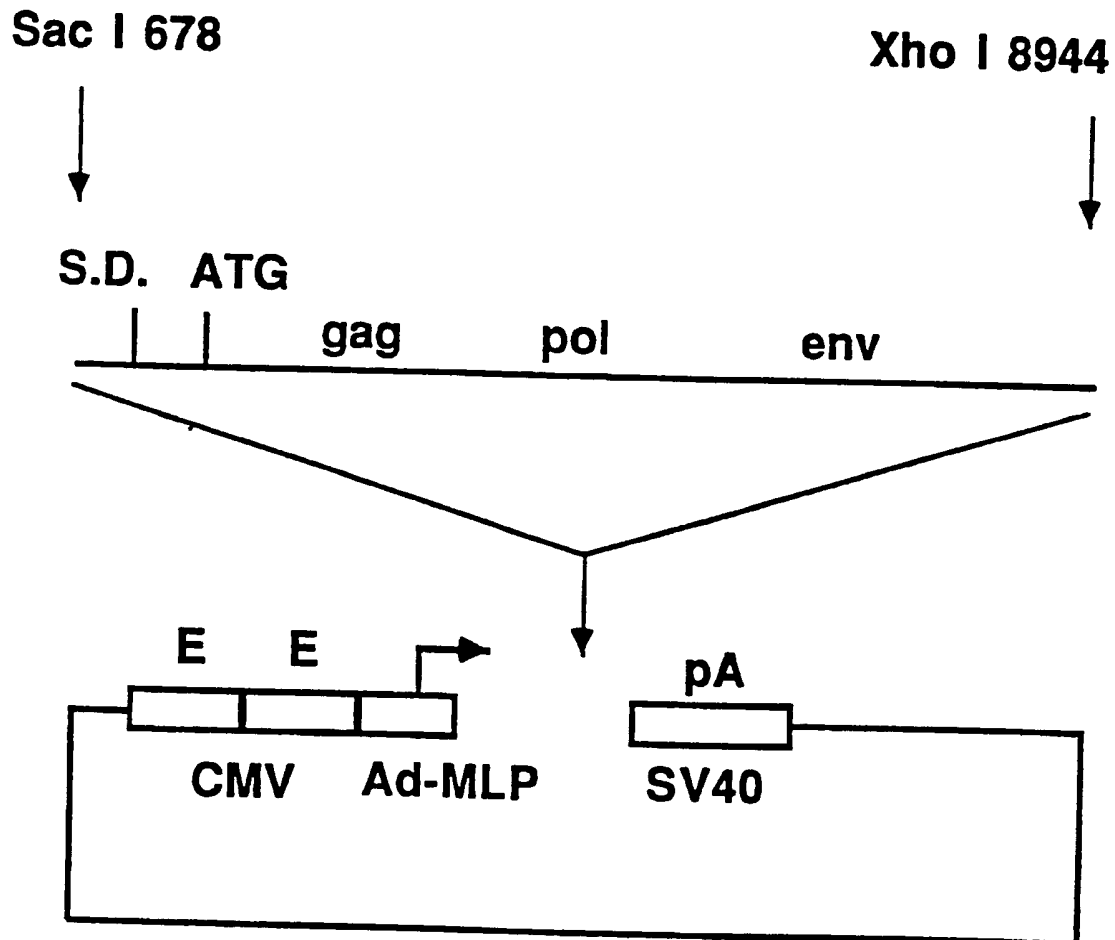 Sac I 678
Xho I 8944
S.D. ATG
gag pol env
E E
pA
CMV Ad-MLP SV40